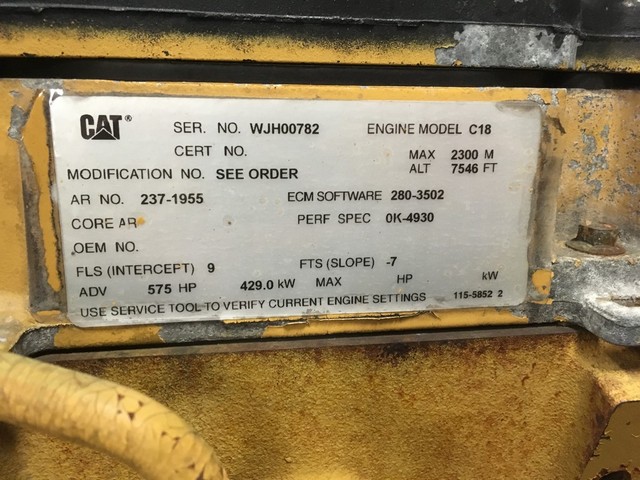 CAT®
SER. NO. WJH00782 ENGINE MODEL C18
CERT NO. MAX 2300 M
MODIFICATION NO. SEE ORDER ALT 7546 FT
AR NO. 237-1955 ECM SOFTWARE 280-3502
CORE AR PERF SPEC 0K-4930
OEM NO.
FLS (INTERCEPT) 9 FTS (SLOPE) -7
ADV 575 HP 429.0 kW MAX HP kW
USE SERVICE TOOL TO VERIFY CURRENT ENGINE SETTINGS 115-5852 2